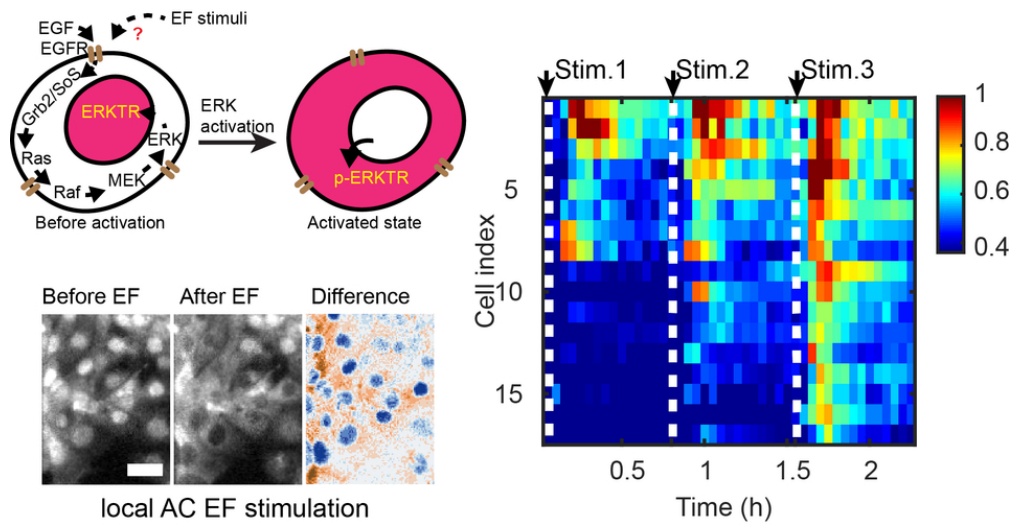 EGF
EF stimuli
?
EGFR
Grb2/SoS
ERKTR
ERK
Ras
Raf
MEK
Before activation
ERK
activation
p-ERKTR
Activated state
Before EF After EF Difference
local AC EF stimulation
Stim.1 Stim.2 Stim.3
Cell index
5
10
15
0.5 1 1.5 2
Time (h)
1
0.8
0.6
0.4